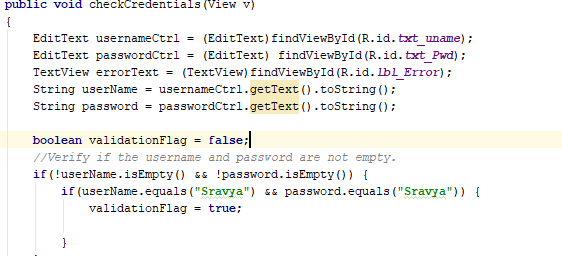 public void checkCredentials(View v)
{
EditText usernameCtrl = (EditText)findViewById(R.id.txt_uname);
EditText passwordCtrl = (EditText) findViewById(R.id.txt_Pwd);
TextView errorText = (TextView)findViewById(R.id.lbl_Error);
String userName = usernameCtrl.getText().toString();
String password = passwordCtrl.getText().toString();
boolean validationFlag = false;
//Verify if the username and password are not empty.
if(!userName.isEmpty() && !password.isEmpty()) {
if(userName.equals("Sravya") && password.equals("Sravya")) {
validationFlag = true;
}